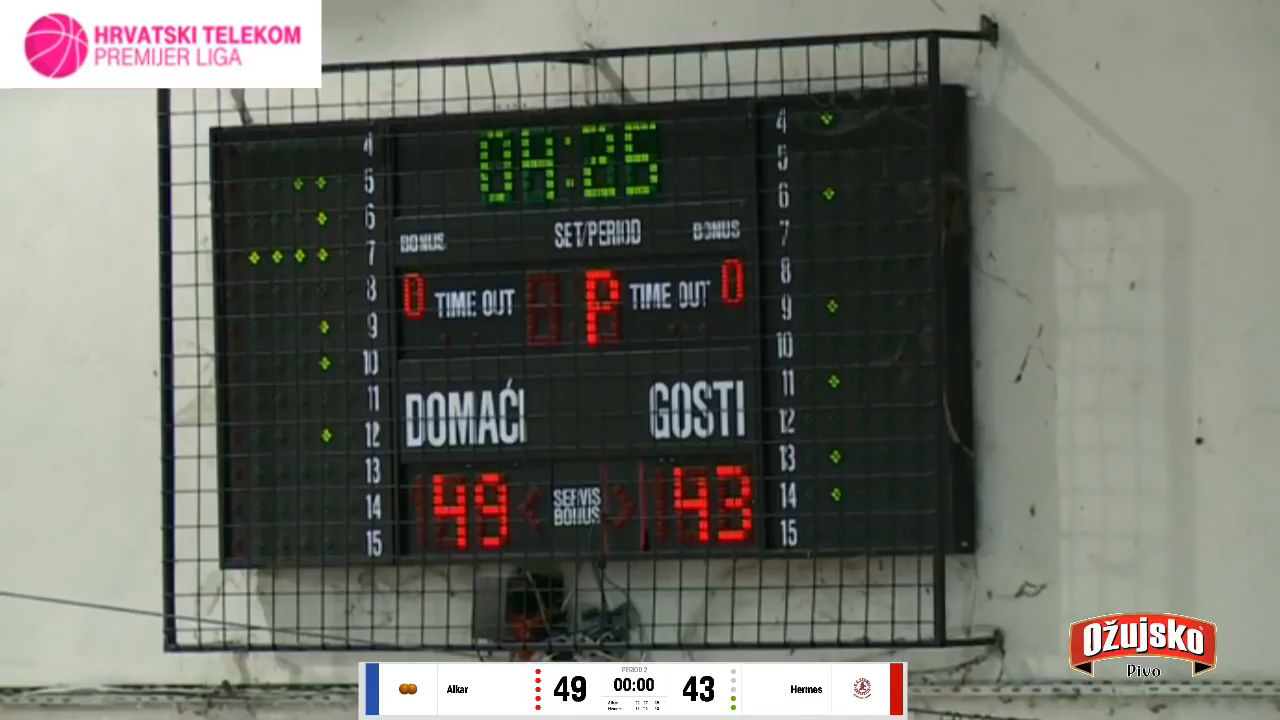 HRVATSKI TELEKOM
PREMIJER LIGA
04:25
BONUS SET/PERIOD BONUS
0 TIME OUT P TIME OUT 0
DOMAĆI GOSTI
49 SERVIS BONUS 43
4
5
6
7
8
9
10
11
12
13
14
15
4
5
6
7
8
9
10
11
12
13
14
15
Ožujsko
Pivo
PERIOD 2
Alkar 49 00:00 43 Hermes